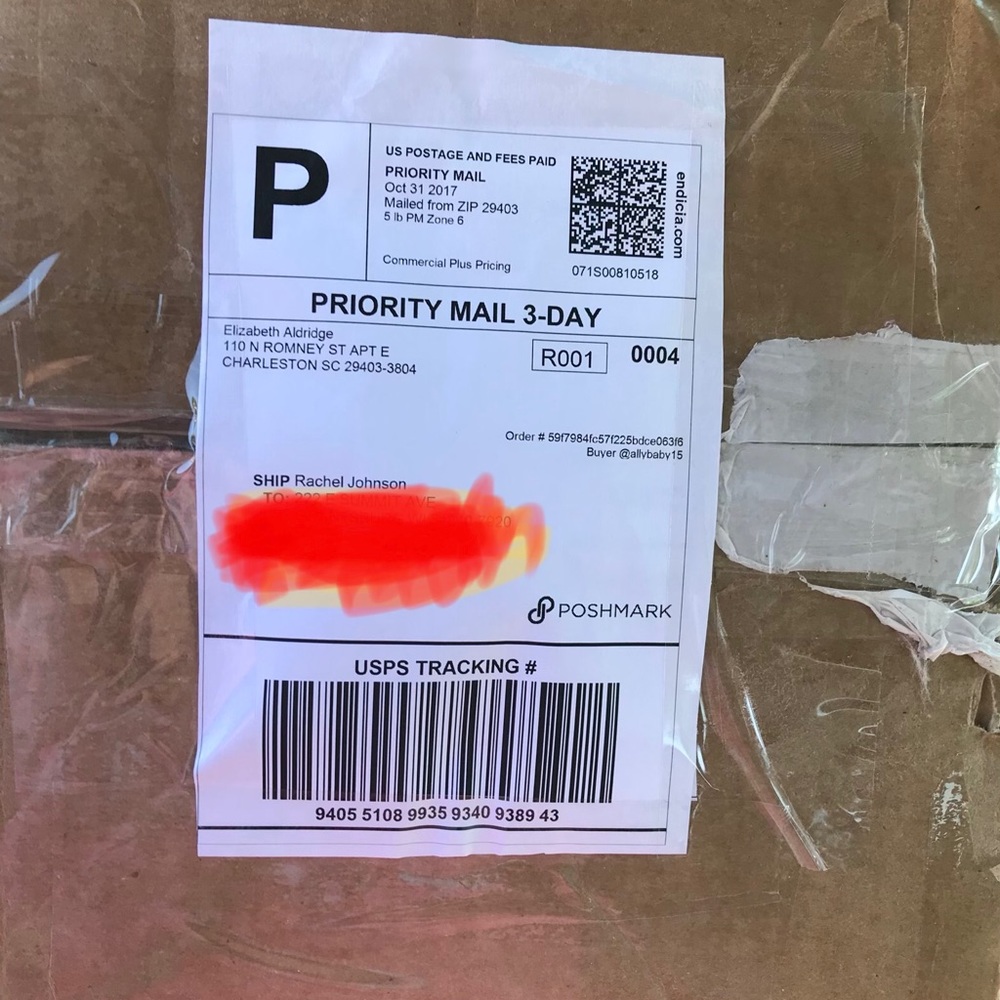 P
US POSTAGE AND FEES PAID
PRIORITY MAIL
Oct 31 2017
Mailed from ZIP 29403
5 lb PM Zone 6
Commercial Plus Pricing
endicia.com
071S00810518
PRIORITY MAIL 3-DAY
Elizabeth Aldridge
110 N ROMNEY ST APT E
CHARLESTON SC 29403-3804
R001
0004
Order # 59f7984fc57f225bdce063f6
Buyer @allybaby15
SHIP Rachel Johnson
TO:
POSHMARK
USPS TRACKING #
9405 5108 9935 9340 9389 43